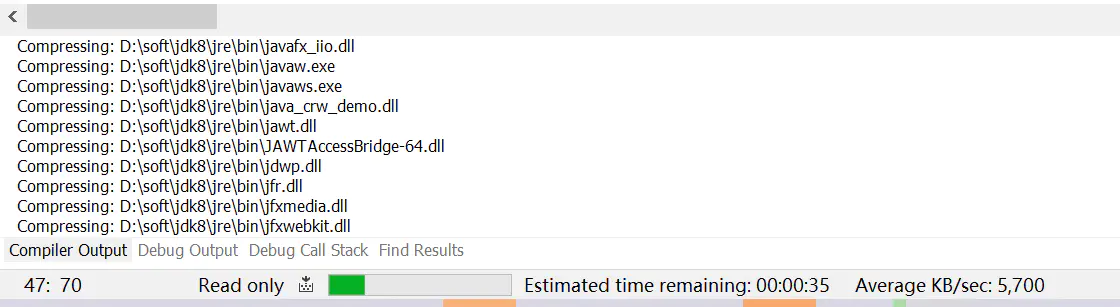 Compressing: D:\soft\jdk8\jre\bin\javafx_iio.dll
Compressing: D:\soft\jdk8\jre\bin\javaw.exe
Compressing: D:\soft\jdk8\jre\bin\javaws.exe
Compressing: D:\soft\jdk8\jre\bin\java_crw_demo.dll
Compressing: D:\soft\jdk8\jre\bin\jawt.dll
Compressing: D:\soft\jdk8\jre\bin\JAWTAccessBridge-64.dll
Compressing: D:\soft\jdk8\jre\bin\jdwp.dll
Compressing: D:\soft\jdk8\jre\bin\jfr.dll
Compressing: D:\soft\jdk8\jre\bin\jfxmedia.dll
Compressing: D:\soft\jdk8\jre\bin\jfxwebkit.dll
Compiler Output Debug Output Debug Call Stack Find Results
47: 70 Read only Estimated time remaining: 00:00:35 Average KB/sec: 5,700